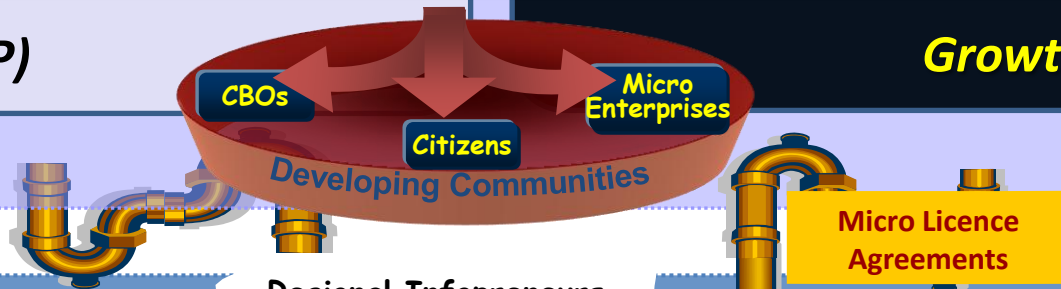 P)
Growt
CBOs
Micro
Enterprises
Citizens
Developing Communities
Micro Licence
Agreements